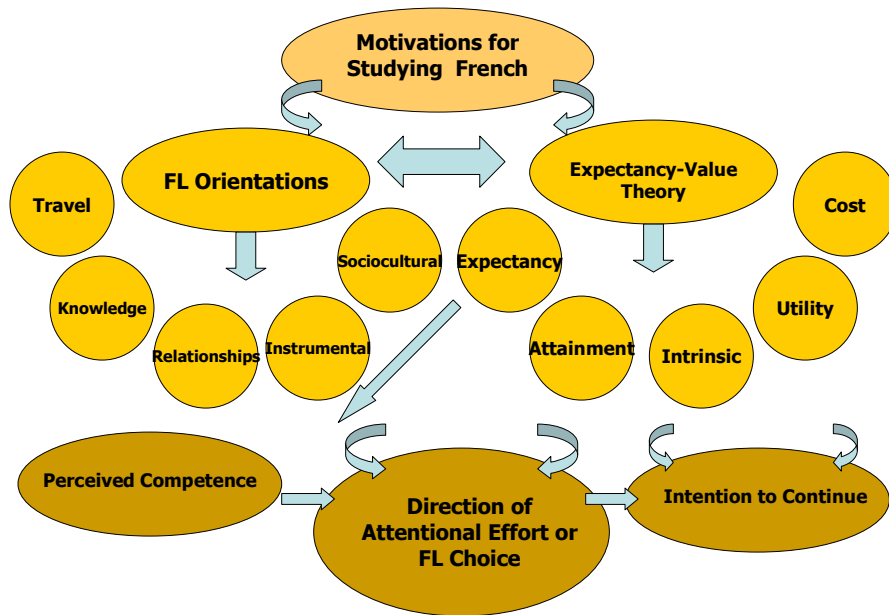 Motivations for
Studying French
FL Orientations
Expectancy-Value
Theory
Travel
Cost
Sociocultural
Expectancy
Knowledge
Utility
Relationships
Instrumental
Attainment
Intrinsic
Perceived Competence
Direction of
Attentional Effort or
FL Choice
Intention to Continue